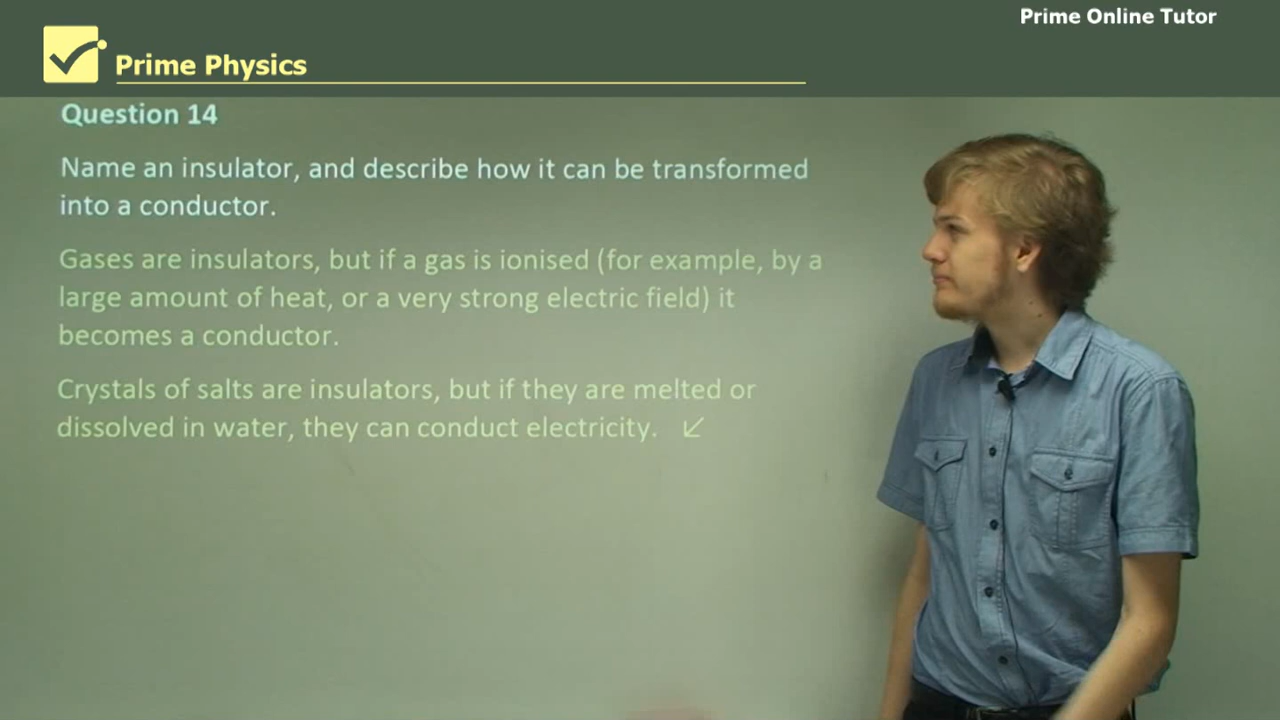 Prime Online Tutor
Prime Physics
Question 14
Name an insulator, and describe how it can be transformed
into a conductor.
Gases are insulators, but if a gas is ionised (for example, by a
large amount of heat, or a very strong electric field) it
becomes a conductor.
Crystals of salts are insulators, but if they are melted or
dissolved in water, they can conduct electricity.